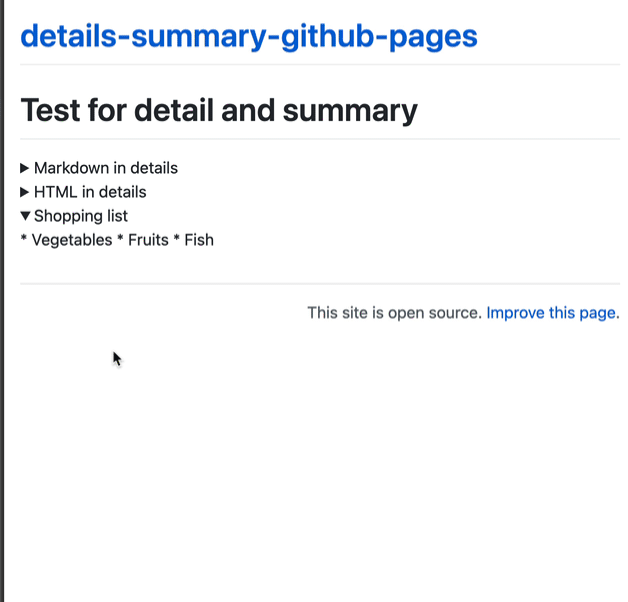 details-summary-github-pages
Test for detail and summary
Markdown in details
HTML in details
Shopping list
* Vegetables * Fruits * Fish
This site is open source. Improve this page.